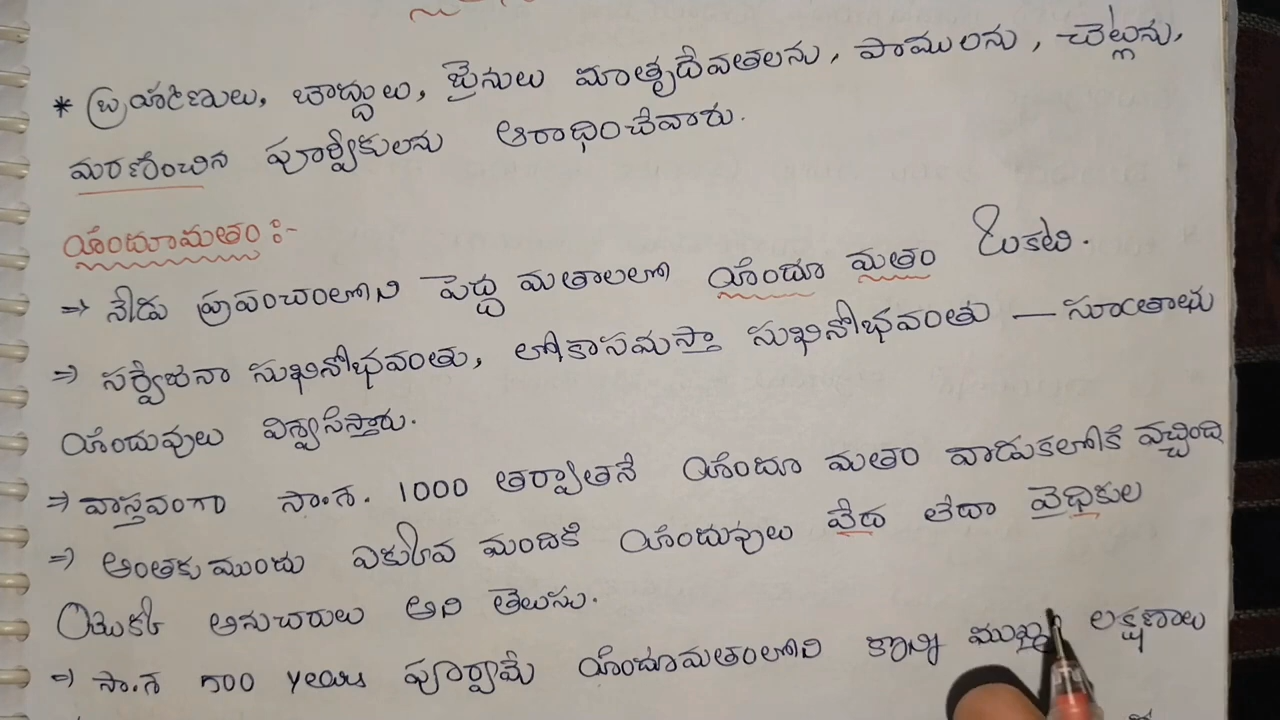 * బ్రాహ్మణులు, బౌద్ధులు, జైనులు మాతృదేవతలను, పాములను, చెట్లను,
మరణించిన పూర్వీకులను ఆరాధించేవారు.
హిందూమతం :-
⇒ నేడు ప్రపంచంలోని పెద్ద మతాలలో హిందూ మతం ఒకటి.
⇒ సర్వేజనా సుఖినోభవంతు, లోకాసమస్తా సుఖినోభవంతు —
హిందువులు విశ్వసిస్తారు.
⇒ వాస్తవంగా సా.శ. 1000 తర్వాతనే హిందూ మతం వాడుకలోకి వచ్చింది
⇒ అంతకుముందు ఎక్కువ మందికి హిందువులు వేద లేదా వైదికుల
యొక్క అనుచరులు అని తెలుసు.
⇒ సా.శ 500 years పూర్వమే హిందూమతంలోని కొన్ని ముఖ్య లక్షణాలు